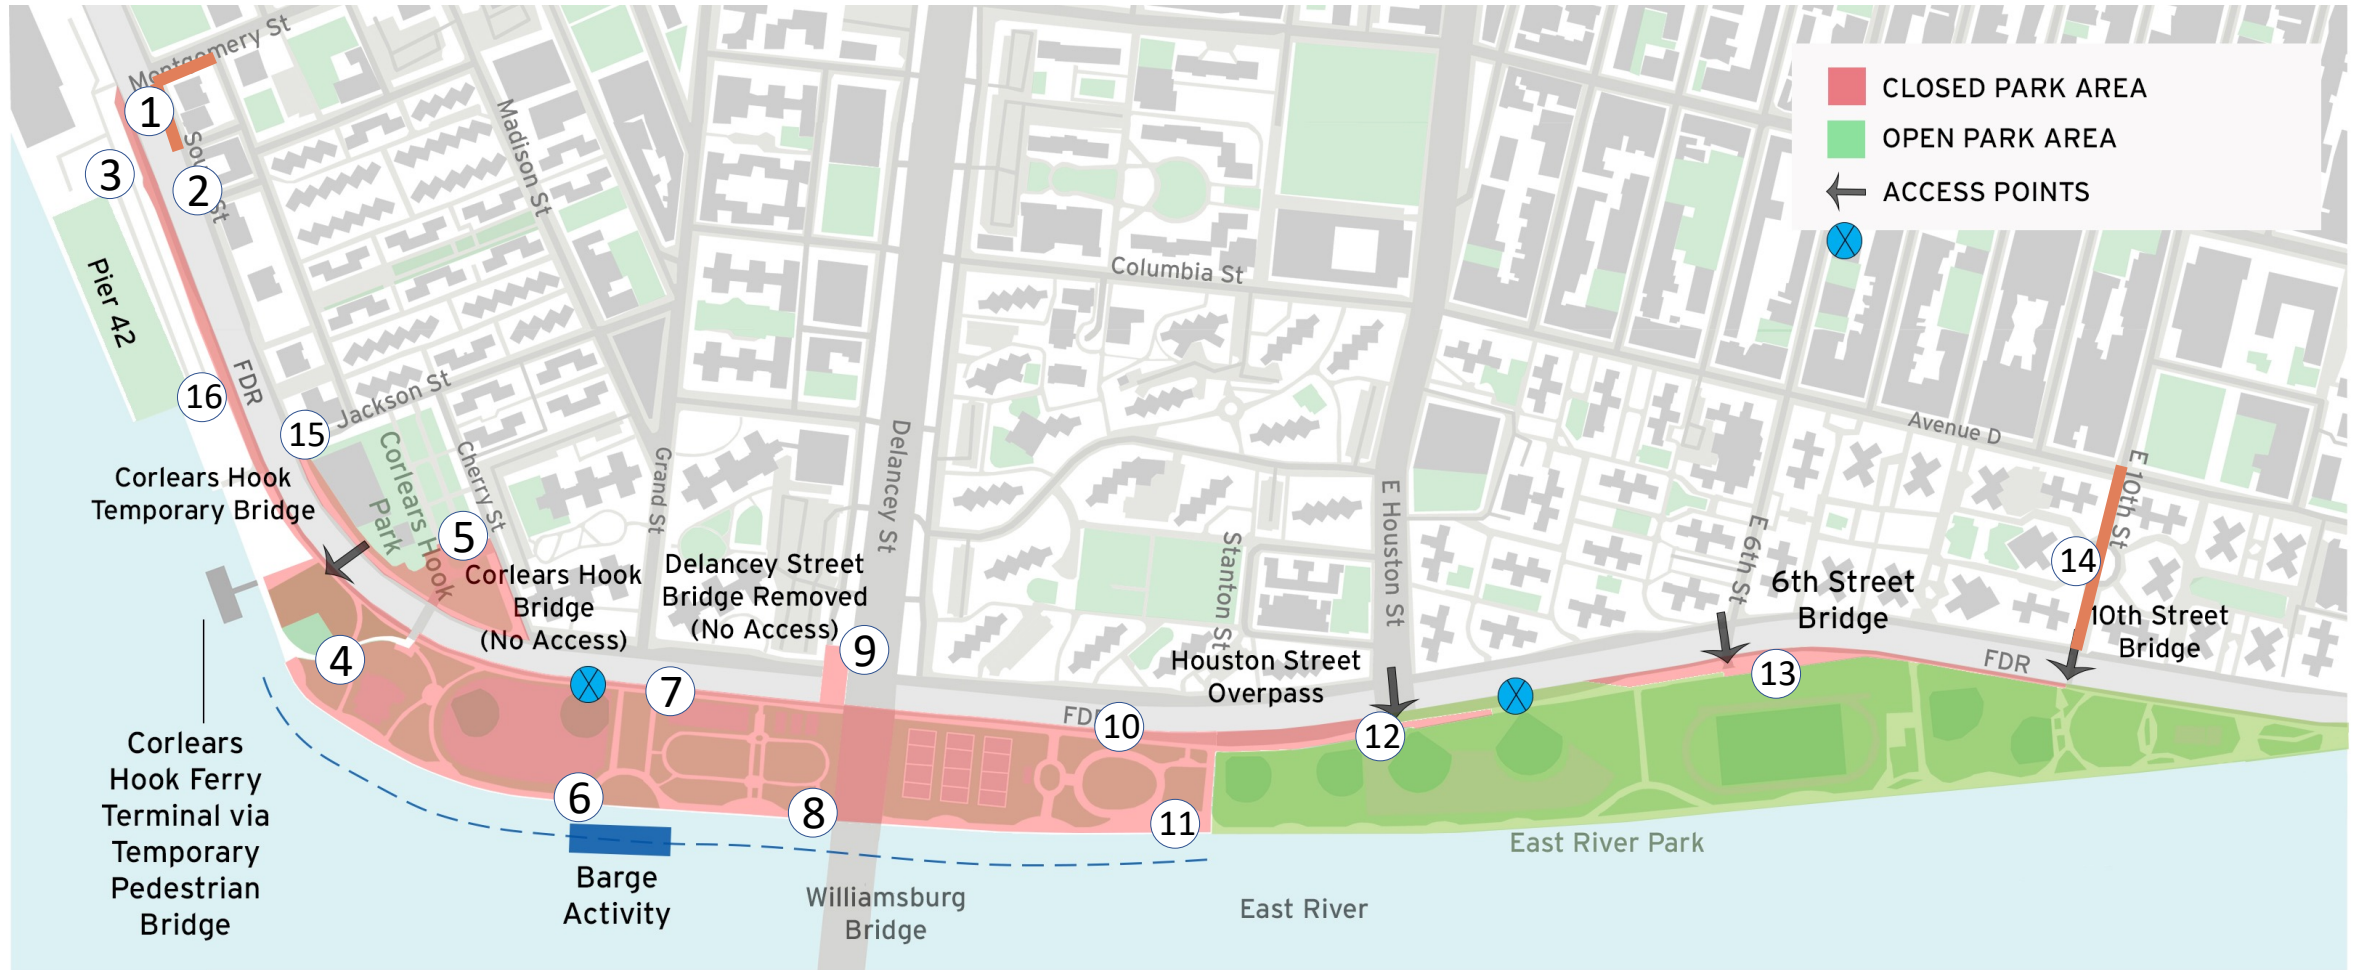 Montgomery St
CLOSED PARK AREA
OPEN PARK AREA
ACCESS POINTS
1
South St
2
3
Madison St
Pier 42
Columbia St
FDR
16
15
Jackson St
Avenue D
Corlears Hook
Temporary Bridge
Corlears Hook
Park
Cherry St
5
Grand St
Delancey St
E Houston St
Stanton St
E 6th St
E 10th St
14
Corlears Hook
Bridge
(No Access)
Delancey Street
Bridge Removed
(No Access)
9
Houston Street
Overpass
6th Street
Bridge
10th Street
Bridge
FDR
4
7
FDR
10
12
13
6
8
11
Corlears
Hook Ferry
Terminal via
Temporary
Pedestrian
Bridge
Barge
Activity
Williamsburg
Bridge
East River
East River Park